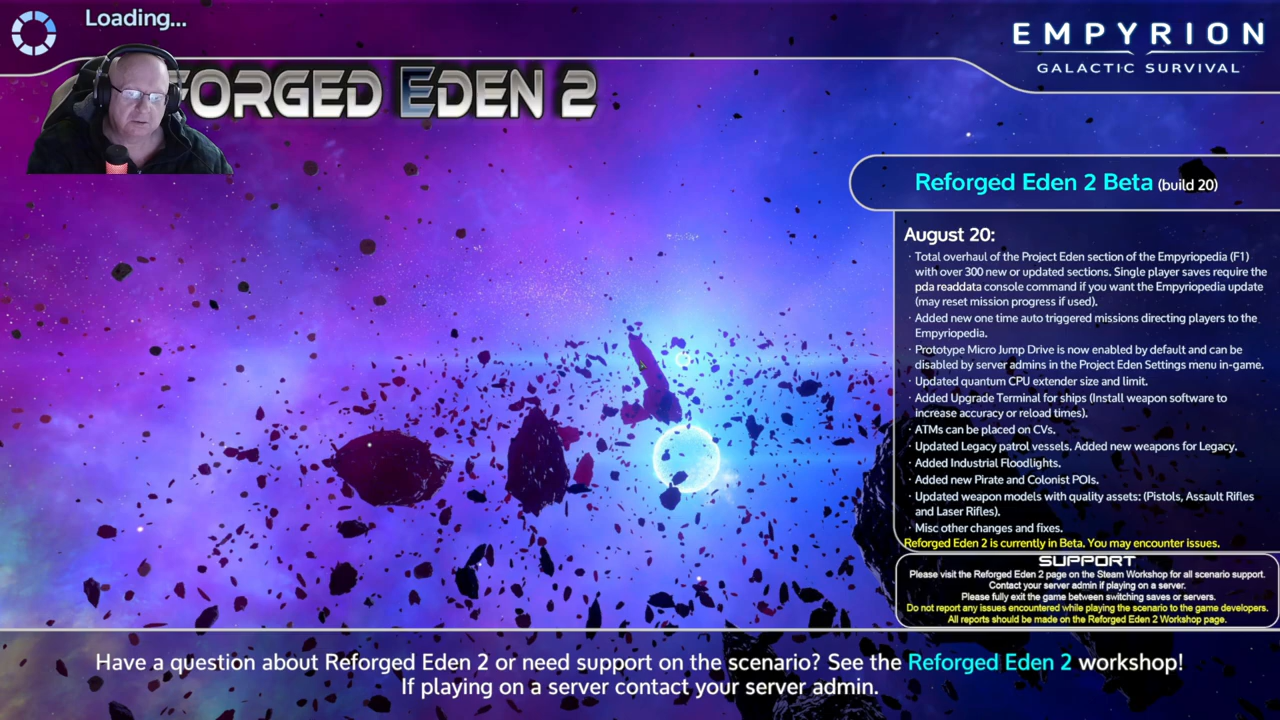 Loading...
EMPYRION
GALACTIC SURVIVAL
FORGED EDEN 2
Reforged Eden 2 Beta (build 20)
August 20:
· Total overhaul of the Project Eden section of the Empyriopedia (F1)
with over 300 new or updated sections. Single player saves require the
pda readdata console command if you want the Empyriopedia update
(may reset mission progress if used).
· Added new one time auto triggered missions directing players to the
Empyriopedia.
· Prototype Micro Jump Drive is now enabled by default and can be
disabled by server admins in the Project Eden Settings menu in-game.
· Updated quantum CPU extender size and limit.
· Added Upgrade Terminal for ships (Install weapon software to
increase accuracy or reload times).
· ATMs can be placed on CVs.
· Updated Legacy patrol vessels. Added new weapons for Legacy.
· Added Industrial Floodlights.
· Added new Pirate and Colonist POIs.
· Updated weapon models with quality assets: (Pistols, Assault Rifles
and Laser Rifles).
· Misc other changes and fixes.
Reforged Eden 2 is currently in Beta. You may encounter issues.
SUPPORT
Please visit the Reforged Eden 2 page on the Steam Workshop for all scenario support.
Contact your server admin if playing on a server.
Please fully exit the game between switching saves or servers.
Do not report any issues encountered while playing the scenario to the game developers.
All reports should be made on the Reforged Eden 2 Workshop page.
Have a question about Reforged Eden 2 or need support on the scenario? See the Reforged Eden 2 workshop!
If playing on a server contact your server admin.